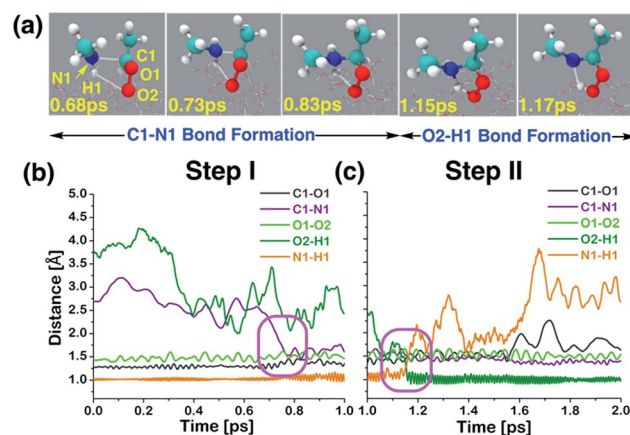 (a)
C1
N1
O1
H1
O2
0.68ps
0.73ps
0.83ps
1.15ps
1.17ps
C1-N1 Bond Formation
O2-H1 Bond Formation
(b)
Step I
(c)
Step II
5.0
4.5
4.0
3.5
3.0
2.5
2.0
1.5
1.0
Distance [Å]
C1-O1
C1-N1
O1-O2
O2-H1
N1-H1
C1-O1
C1-N1
O1-O2
O2-H1
N1-H1
0.0 0.2 0.4 0.6 0.8 1.0
1.0 1.2 1.4 1.6 1.8 2.0
Time [ps]
Time [ps]